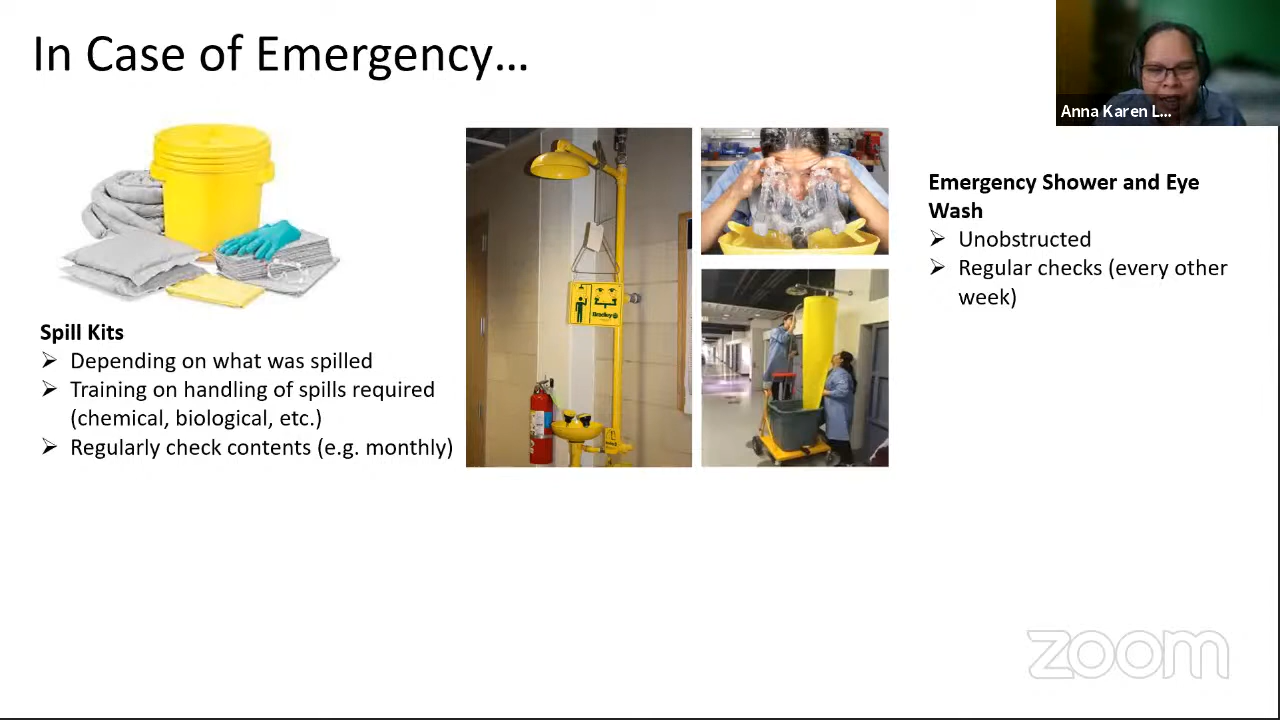 In Case of Emergency...
Anna Karen L...
Spill Kits
➢ Depending on what was spilled
➢ Training on handling of spills required
(chemical, biological, etc.)
➢ Regularly check contents (e.g. monthly)
Bradley
Emergency Shower and Eye
Wash
➢ Unobstructed
➢ Regular checks (every other
week)
zoom